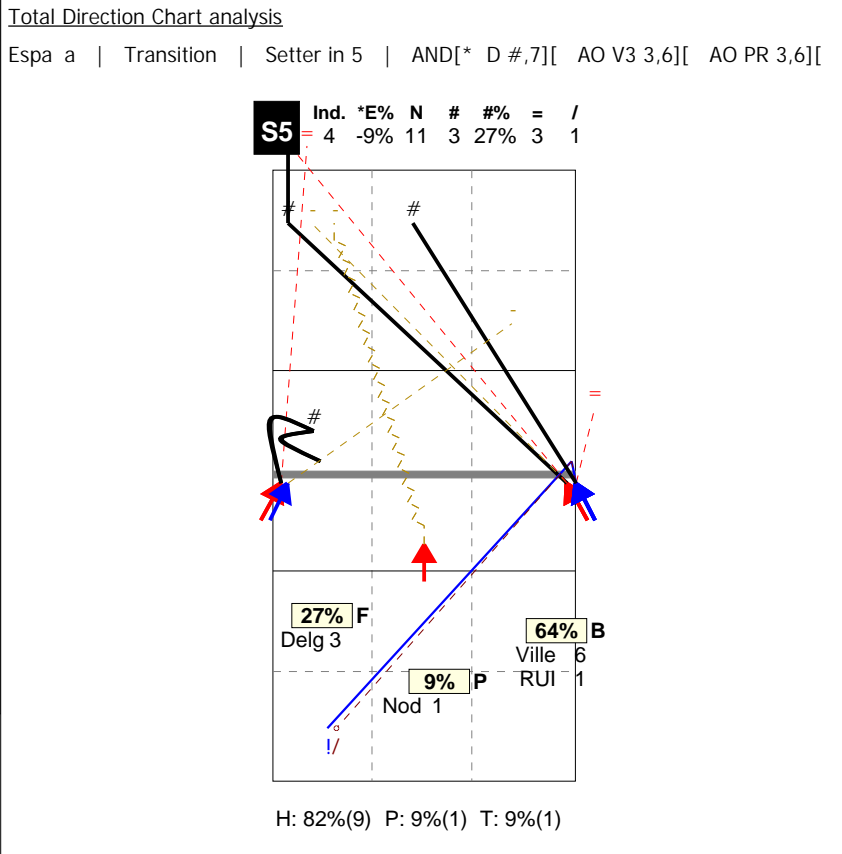 Total Direction Chart analysis
Espa a | Transition | Setter in 5 | AND[* D #,7][ AO V3 3,6][ AO PR 3,6][
Ind. *E% N # #% = /
S5 = 4 -9% 11 3 27% 3 1
# - - #
-
=
#
27% F
Delg 3
64% B
Ville 6
RUI 1
9% P
Nod 1
!/
H: 82%(9) P: 9%(1) T: 9%(1)